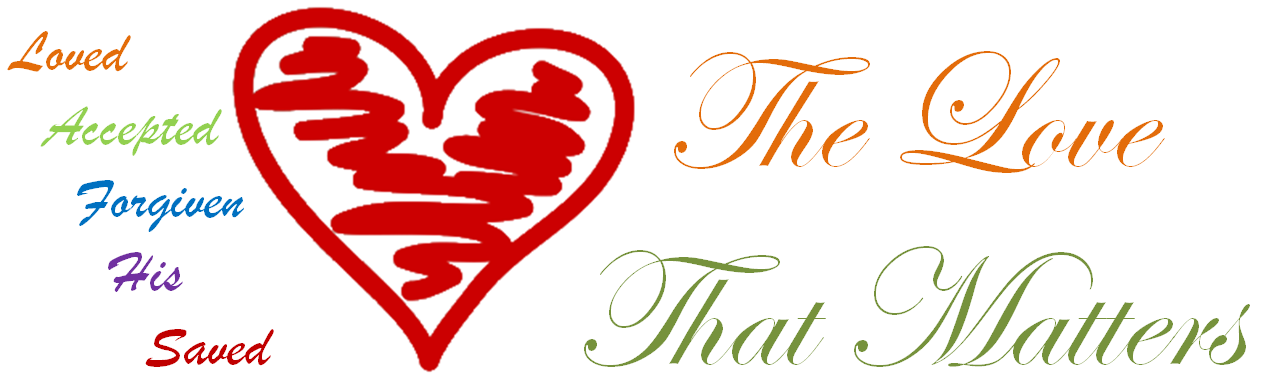 Loved
Accepted
Forgiven
His
Saved
The Love
That Matters